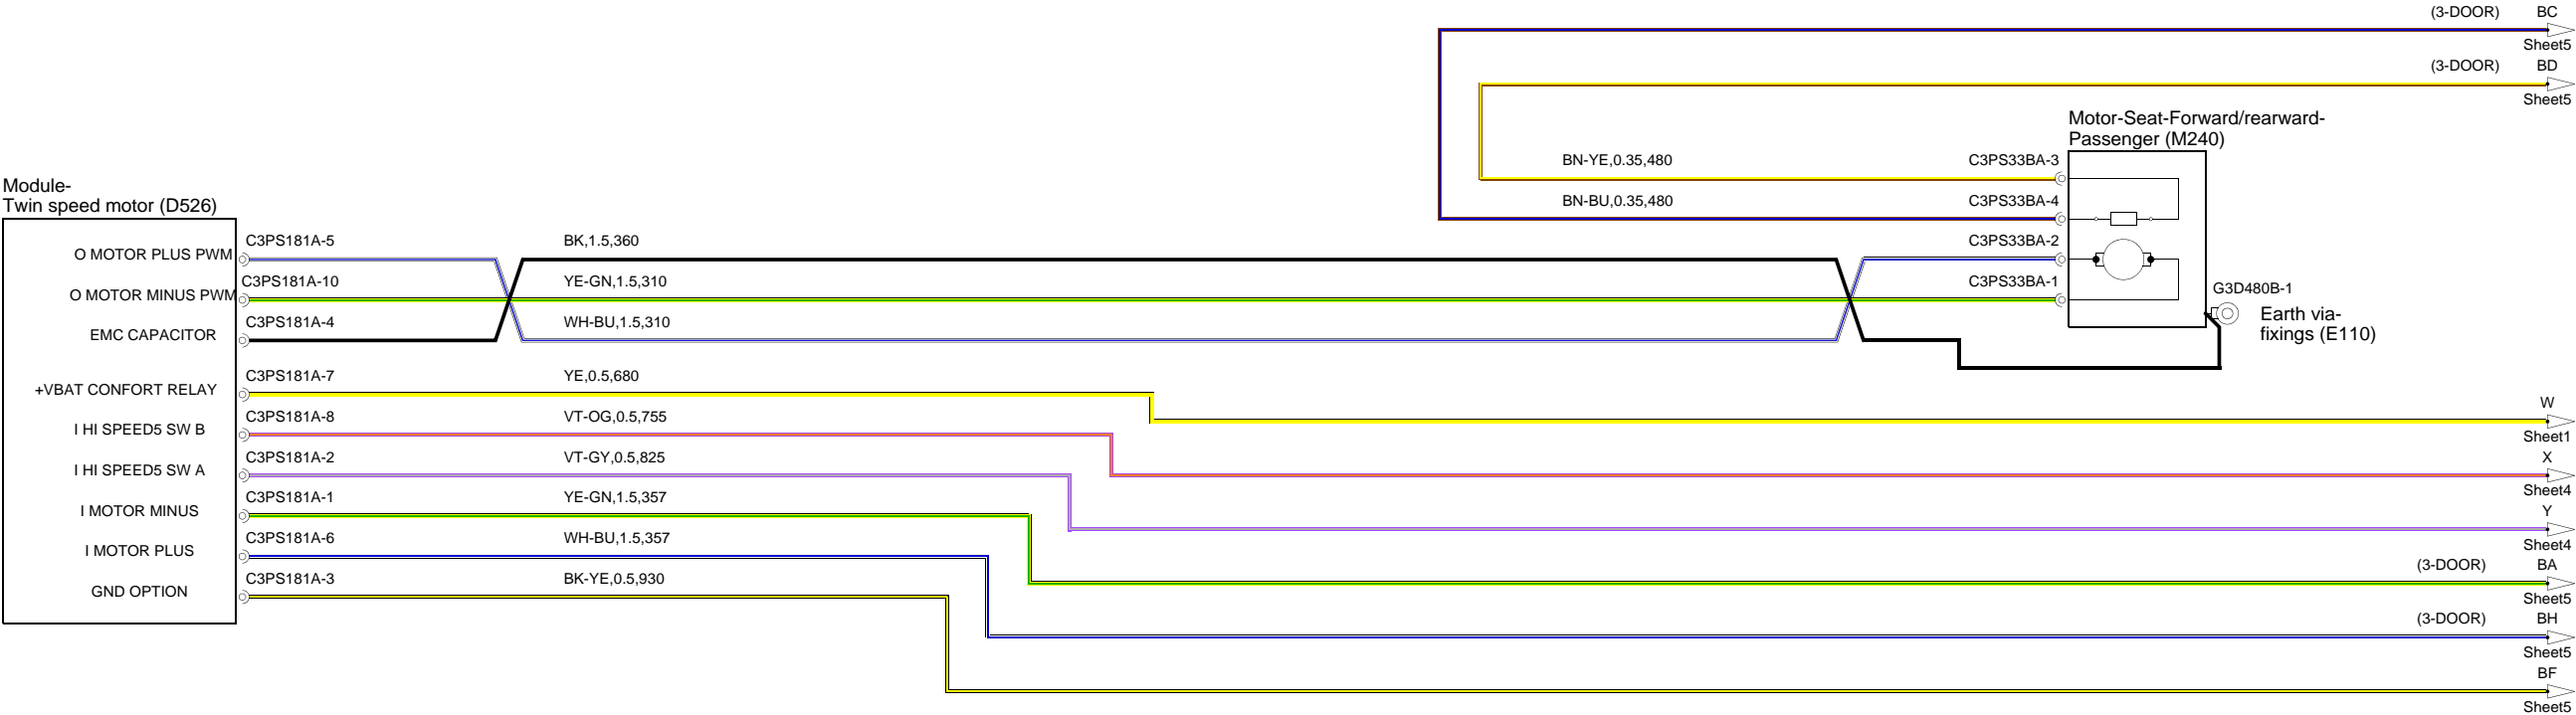 (3-DOOR) BC
Sheet5
(3-DOOR) BD
Sheet5
Motor-Seat-Forward/rearward-
Passenger (M240)
BN-YE,0.35,480 C3PS33BA-3
BN-BU,0.35,480 C3PS33BA-4
C3PS33BA-2
C3PS33BA-1
G3D480B-1
Earth via-
fixings (E110)
Module-
Twin speed motor (D526)
O MOTOR PLUS PWM C3PS181A-5 BK,1.5,360
O MOTOR MINUS PWM C3PS181A-10 YE-GN,1.5,310
EMC CAPACITOR C3PS181A-4 WH-BU,1.5,310
+VBAT CONFORT RELAY C3PS181A-7 YE,0.5,680
I HI SPEED5 SW B C3PS181A-8 VT-OG,0.5,755
I HI SPEED5 SW A C3PS181A-2 VT-GY,0.5,825
I MOTOR MINUS C3PS181A-1 YE-GN,1.5,357
I MOTOR PLUS C3PS181A-6 WH-BU,1.5,357
GND OPTION C3PS181A-3 BK-YE,0.5,930
W
Sheet1
X
Sheet4
Y
Sheet4
(3-DOOR) BA
Sheet5
(3-DOOR) BH
Sheet5
BF
Sheet5